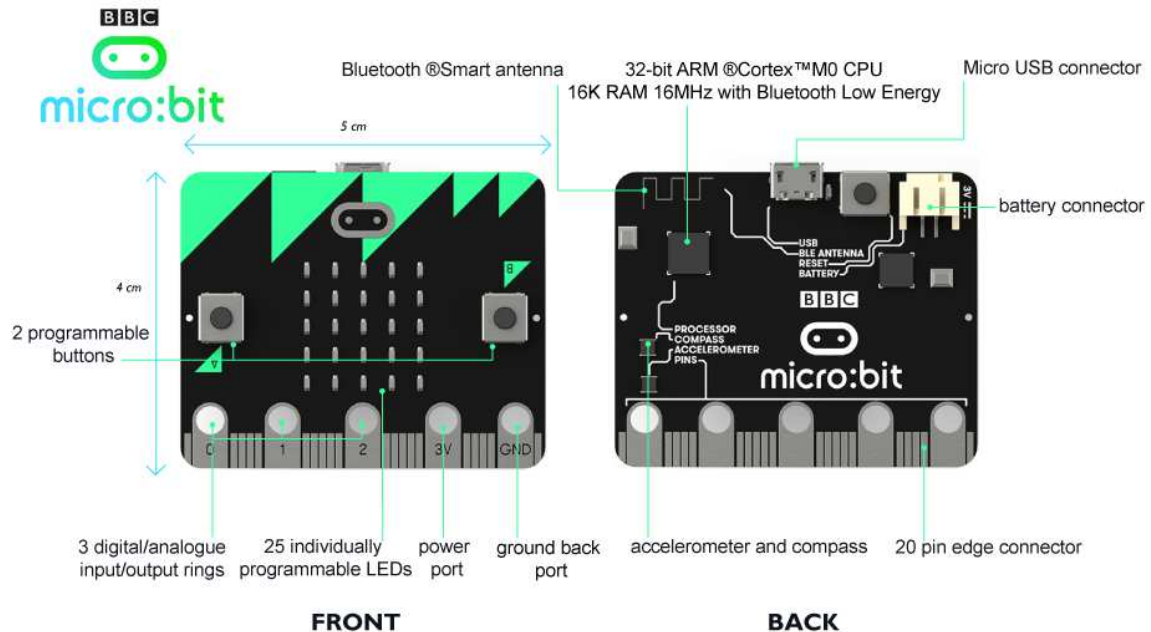 BBC
micro:bit
Bluetooth ®Smart antenna
32-bit ARM ®Cortex™M0 CPU
16K RAM 16MHz with Bluetooth Low Energy
Micro USB connector
5 cm
4 cm
battery connector
3V
B
2 programmable
buttons
A
0
1
2
3V
GND
USB
BLE ANTENNA
RESET
BATTERY
BBC
PROCESSOR
COMPASS
ACCELEROMETER
PINS
micro:bit
3 digital/analogue
input/output rings
25 individually
programmable LEDs
power
port
ground back
port
accelerometer and compass
20 pin edge connector
FRONT
BACK